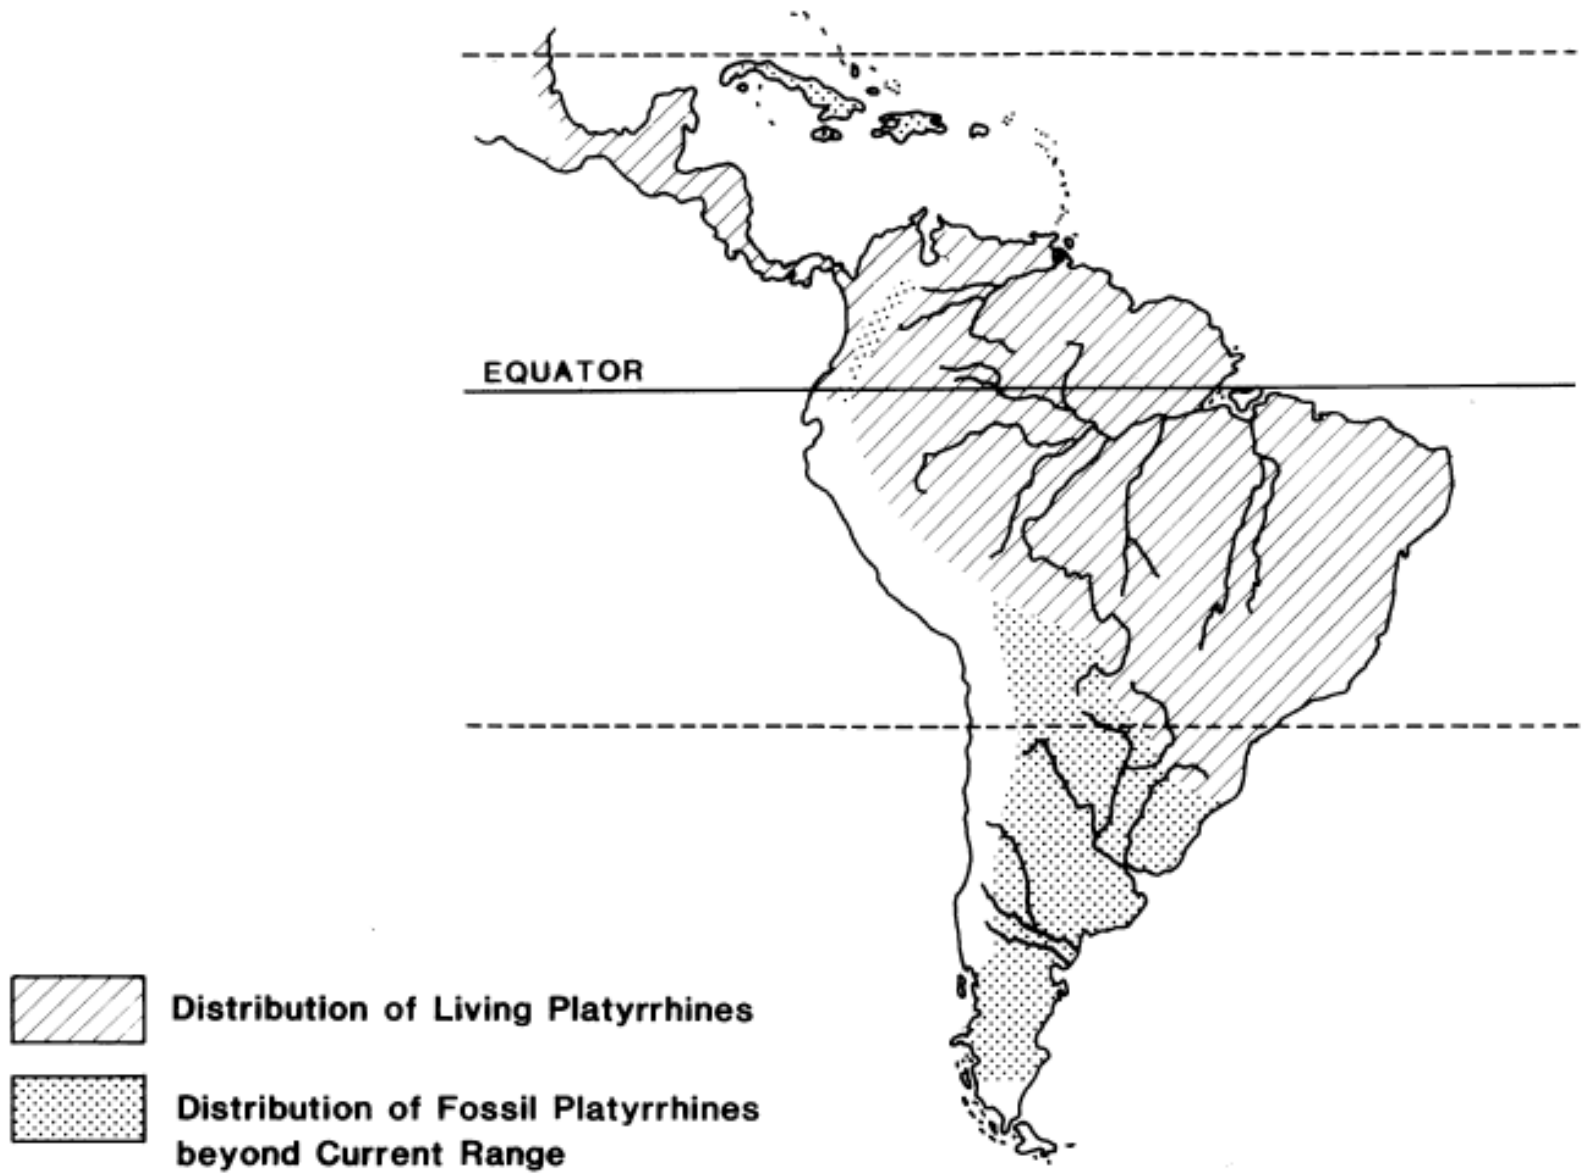 EQUATOR
Distribution of Living Platyrrhines
Distribution of Fossil Platyrrhines
beyond Current Range